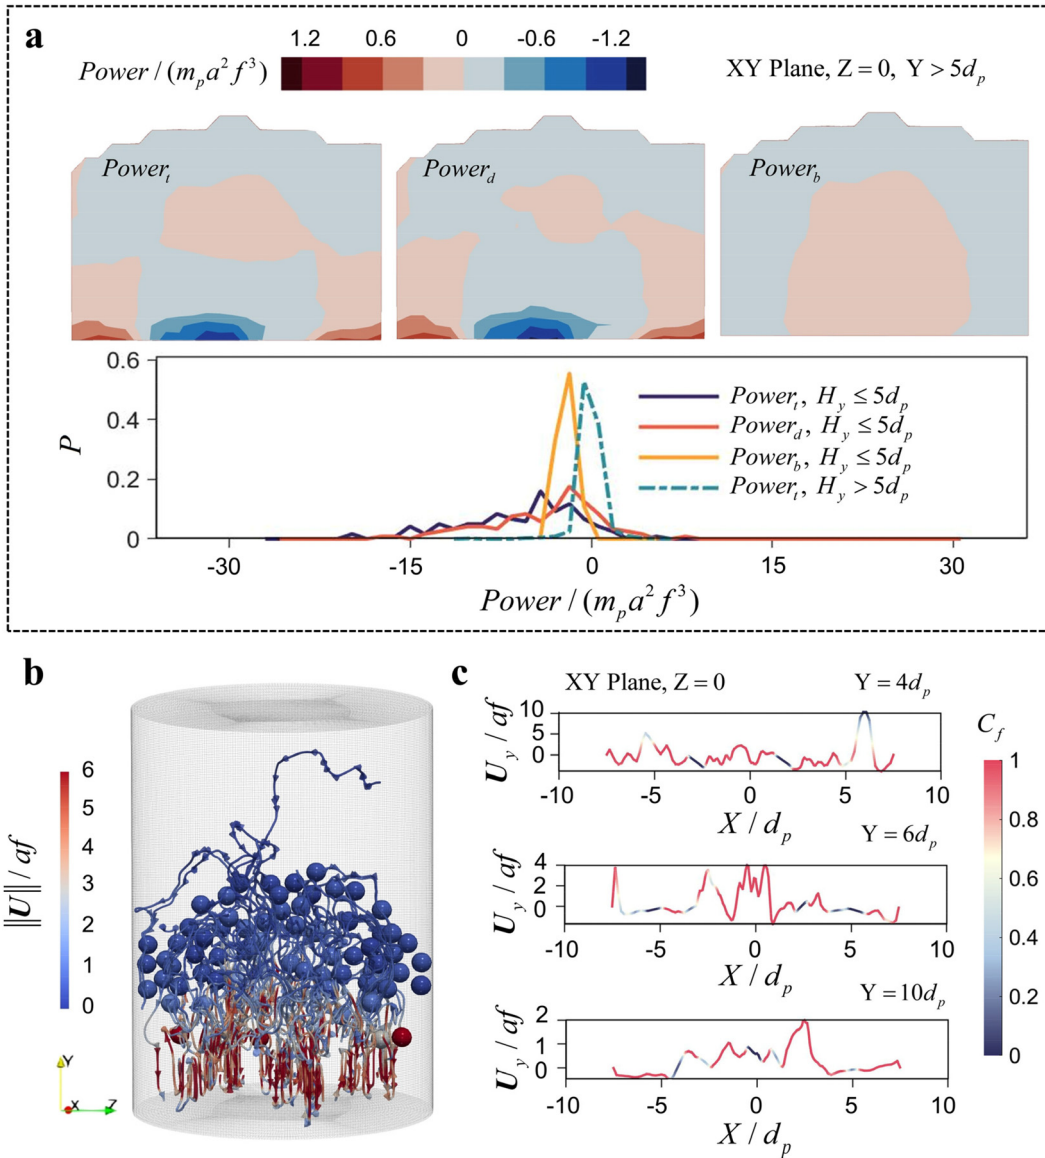 a
1.2 0.6 0 -0.6 -1.2
Power / (m_p a² f³)
XY Plane, Z = 0, Y > 5d_p
Power_t
Power_d
Power_b
0.6
0.4
0.2
0
P
Power_t, H_y ≤ 5d_p
Power_d, H_y ≤ 5d_p
Power_b, H_y ≤ 5d_p
Power_t, H_y > 5d_p
-30 -15 0 15 30
Power / (m_p a² f³)
b
‖U‖ / af
6
5
4
3
2
1
0
Y
X
Z
c
XY Plane, Z = 0
Y = 4d_p
U_y / af
10
5
0
-10 -5 0 5 10
X / d_p
Y = 6d_p
U_y / af
4
2
0
-10 -5 0 5 10
X / d_p
Y = 10d_p
U_y / af
2
1
0
-10 -5 0 5 10
X / d_p
C_f
1
0.8
0.6
0.4
0.2
0